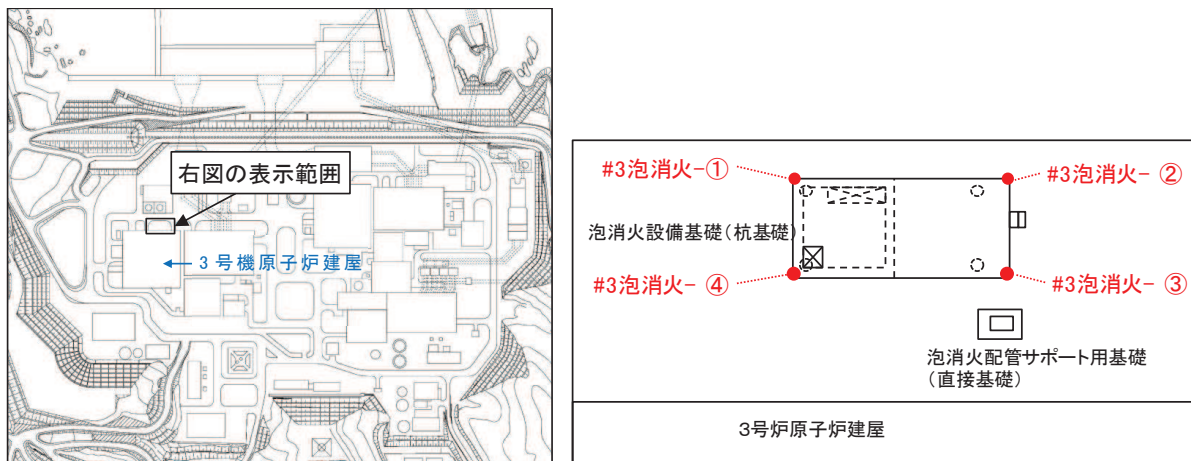 右図の表示範囲
3号機原子炉建屋
#3泡消火-①
#3泡消火- ②
泡消火設備基礎(杭基礎)
#3泡消火- ④
#3泡消火- ③
泡消火配管サポート用基礎
(直接基礎)
3号炉原子炉建屋